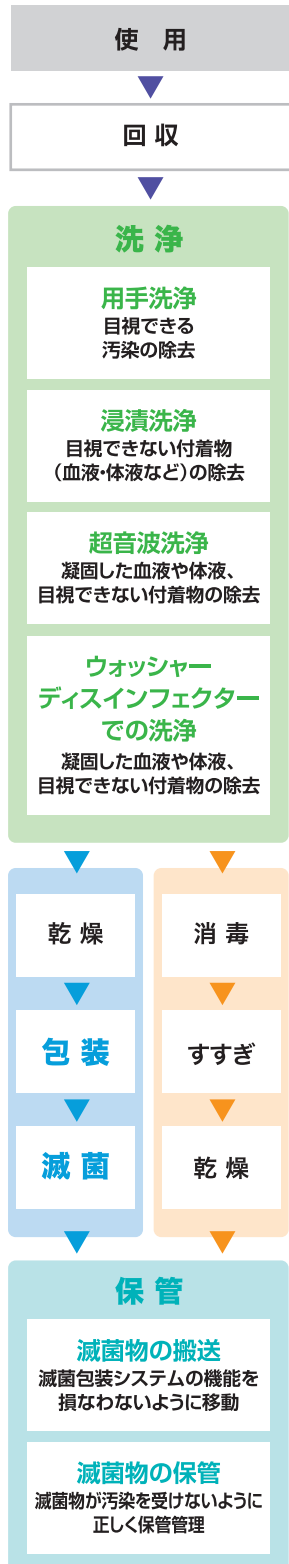 使 用
回 収
洗 浄
用手洗浄
目視できる
汚染の除去
浸漬洗浄
目視できない付着物
（血液・体液など）の除去
超音波洗浄
凝固した血液や体液、
目視できない付着物の除去
ウォッシャー
ディスインフェクター
での洗浄
凝固した血液や体液、
目視できない付着物の除去
乾 燥
包 装
滅 菌
消 毒
すすぎ
乾 燥
保 管
滅菌物の搬送
滅菌包装システムの機能を
損なわないように移動
滅菌物の保管
滅菌物が汚染を受けないように
正しく保管管理